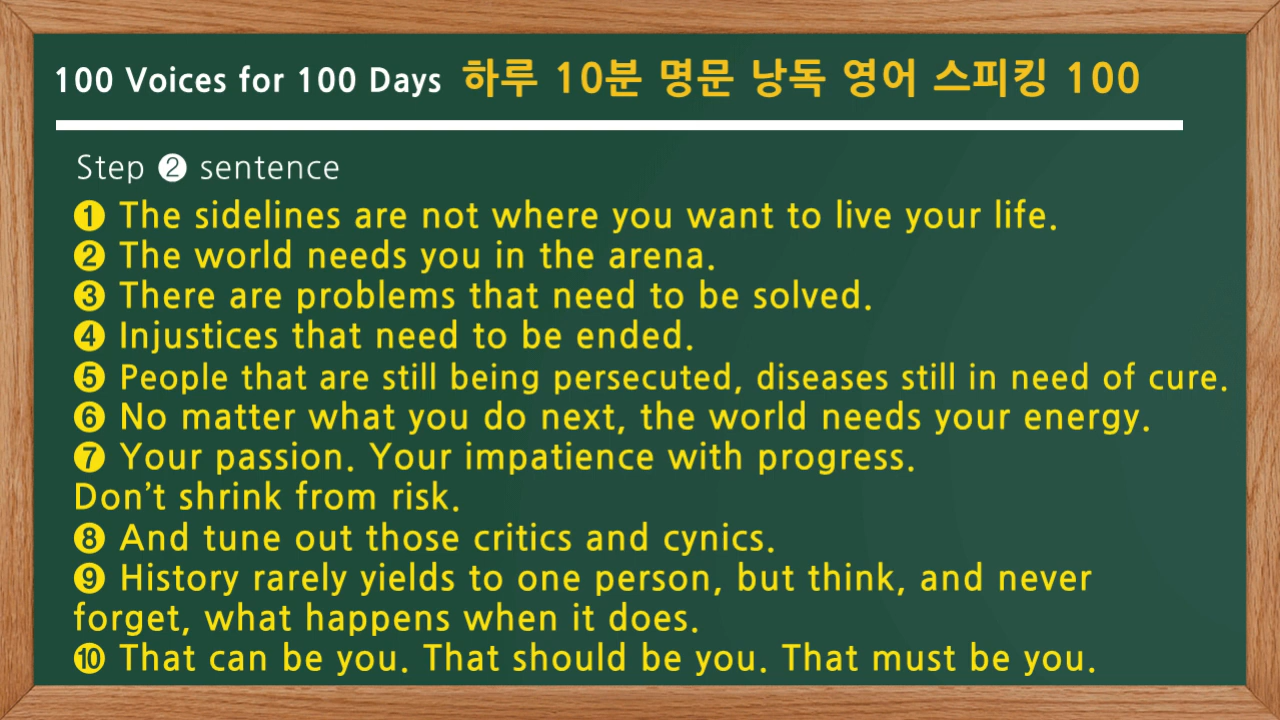 100 Voices for 100 Days 하루 10분 명문 낭독 영어 스피킹 100
Step ❷ sentence
❶ The sidelines are not where you want to live your life.
❷ The world needs you in the arena.
❸ There are problems that need to be solved.
❹ Injustices that need to be ended.
❺ People that are still being persecuted, diseases still in need of cure.
❻ No matter what you do next, the world needs your energy.
❼ Your passion. Your impatience with progress.
Don’t shrink from risk.
❽ And tune out those critics and cynics.
❾ History rarely yields to one person, but think, and never
forget, what happens when it does.
❿ That can be you. That should be you. That must be you.